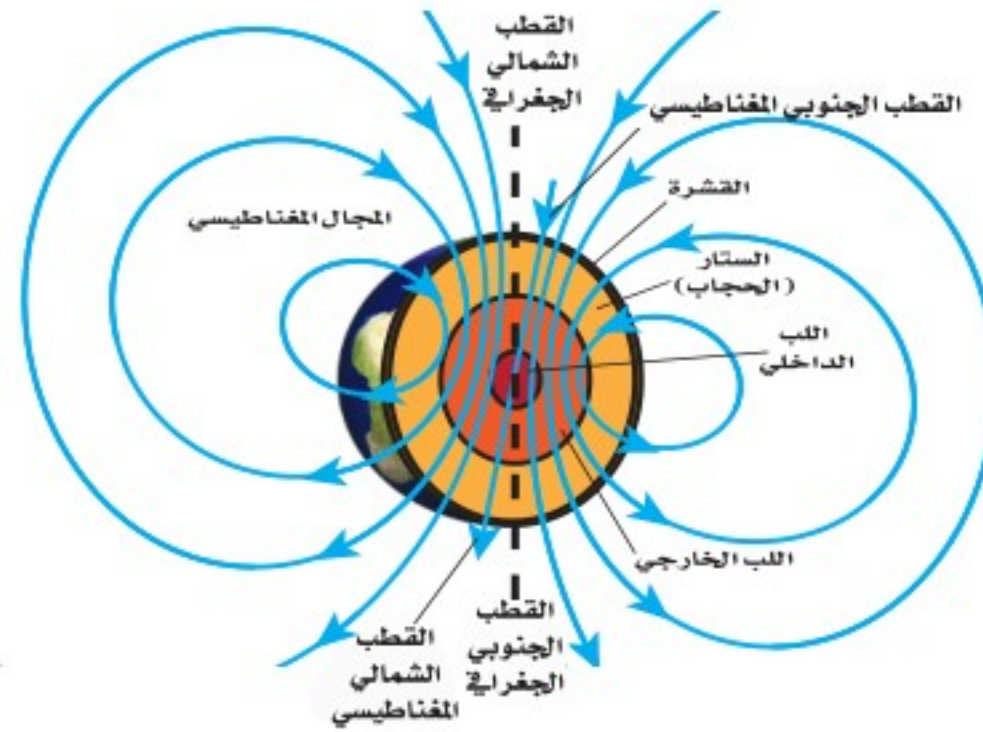 القطب
الشمالي
الجغرافي
القطب الجنوبي المغناطيسي
القشرة
المجال المغناطيسي
الستار
(الحجاب)
اللب
الداخلي
اللب الخارجي
القطب
الجنوبي
الجغرافي
القطب
الشمالي
المغناطيسي